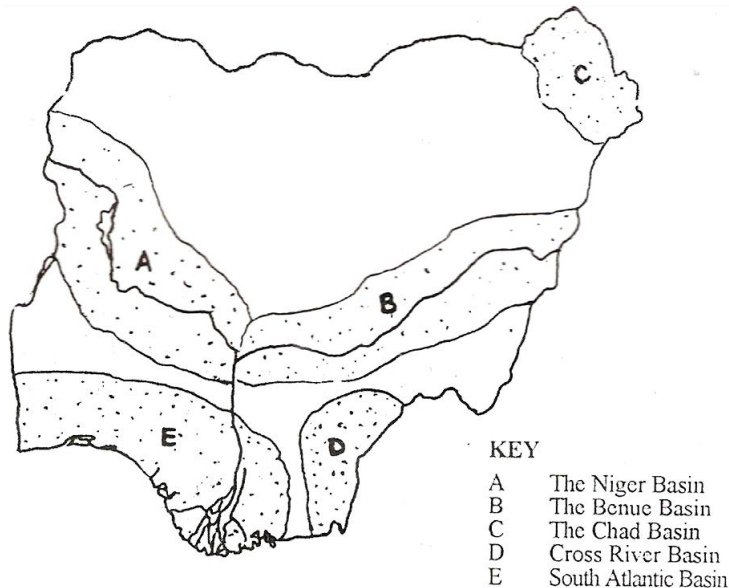 C
A
B
E
D
KEY
A The Niger Basin
B The Benue Basin
C The Chad Basin
D Cross River Basin
E South Atlantic Basin